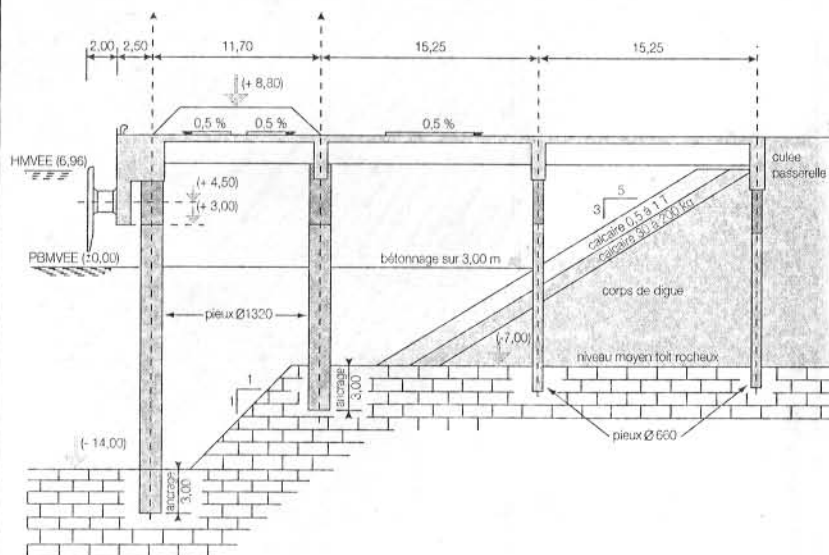 2,00
2,50
11,70
15,25
15,25
(+ 8,80)
0,5 %
0,5 %
0,5 %
HMVEE (6,96)
culée
passerelle
(+ 4,50)
(+ 3,00)
5
3
calcaire 0,5 à 1 T
calcaire 30 à 200 kg
PBMVEE (±0,00)
bétonnage sur 3,00 m
corps de digue
pieux Ø1320
(-7,00)
niveau moyen toit rocheux
1
1
ancrage
3,00
pieux Ø 660
(- 14,00)
ancrage
3,00